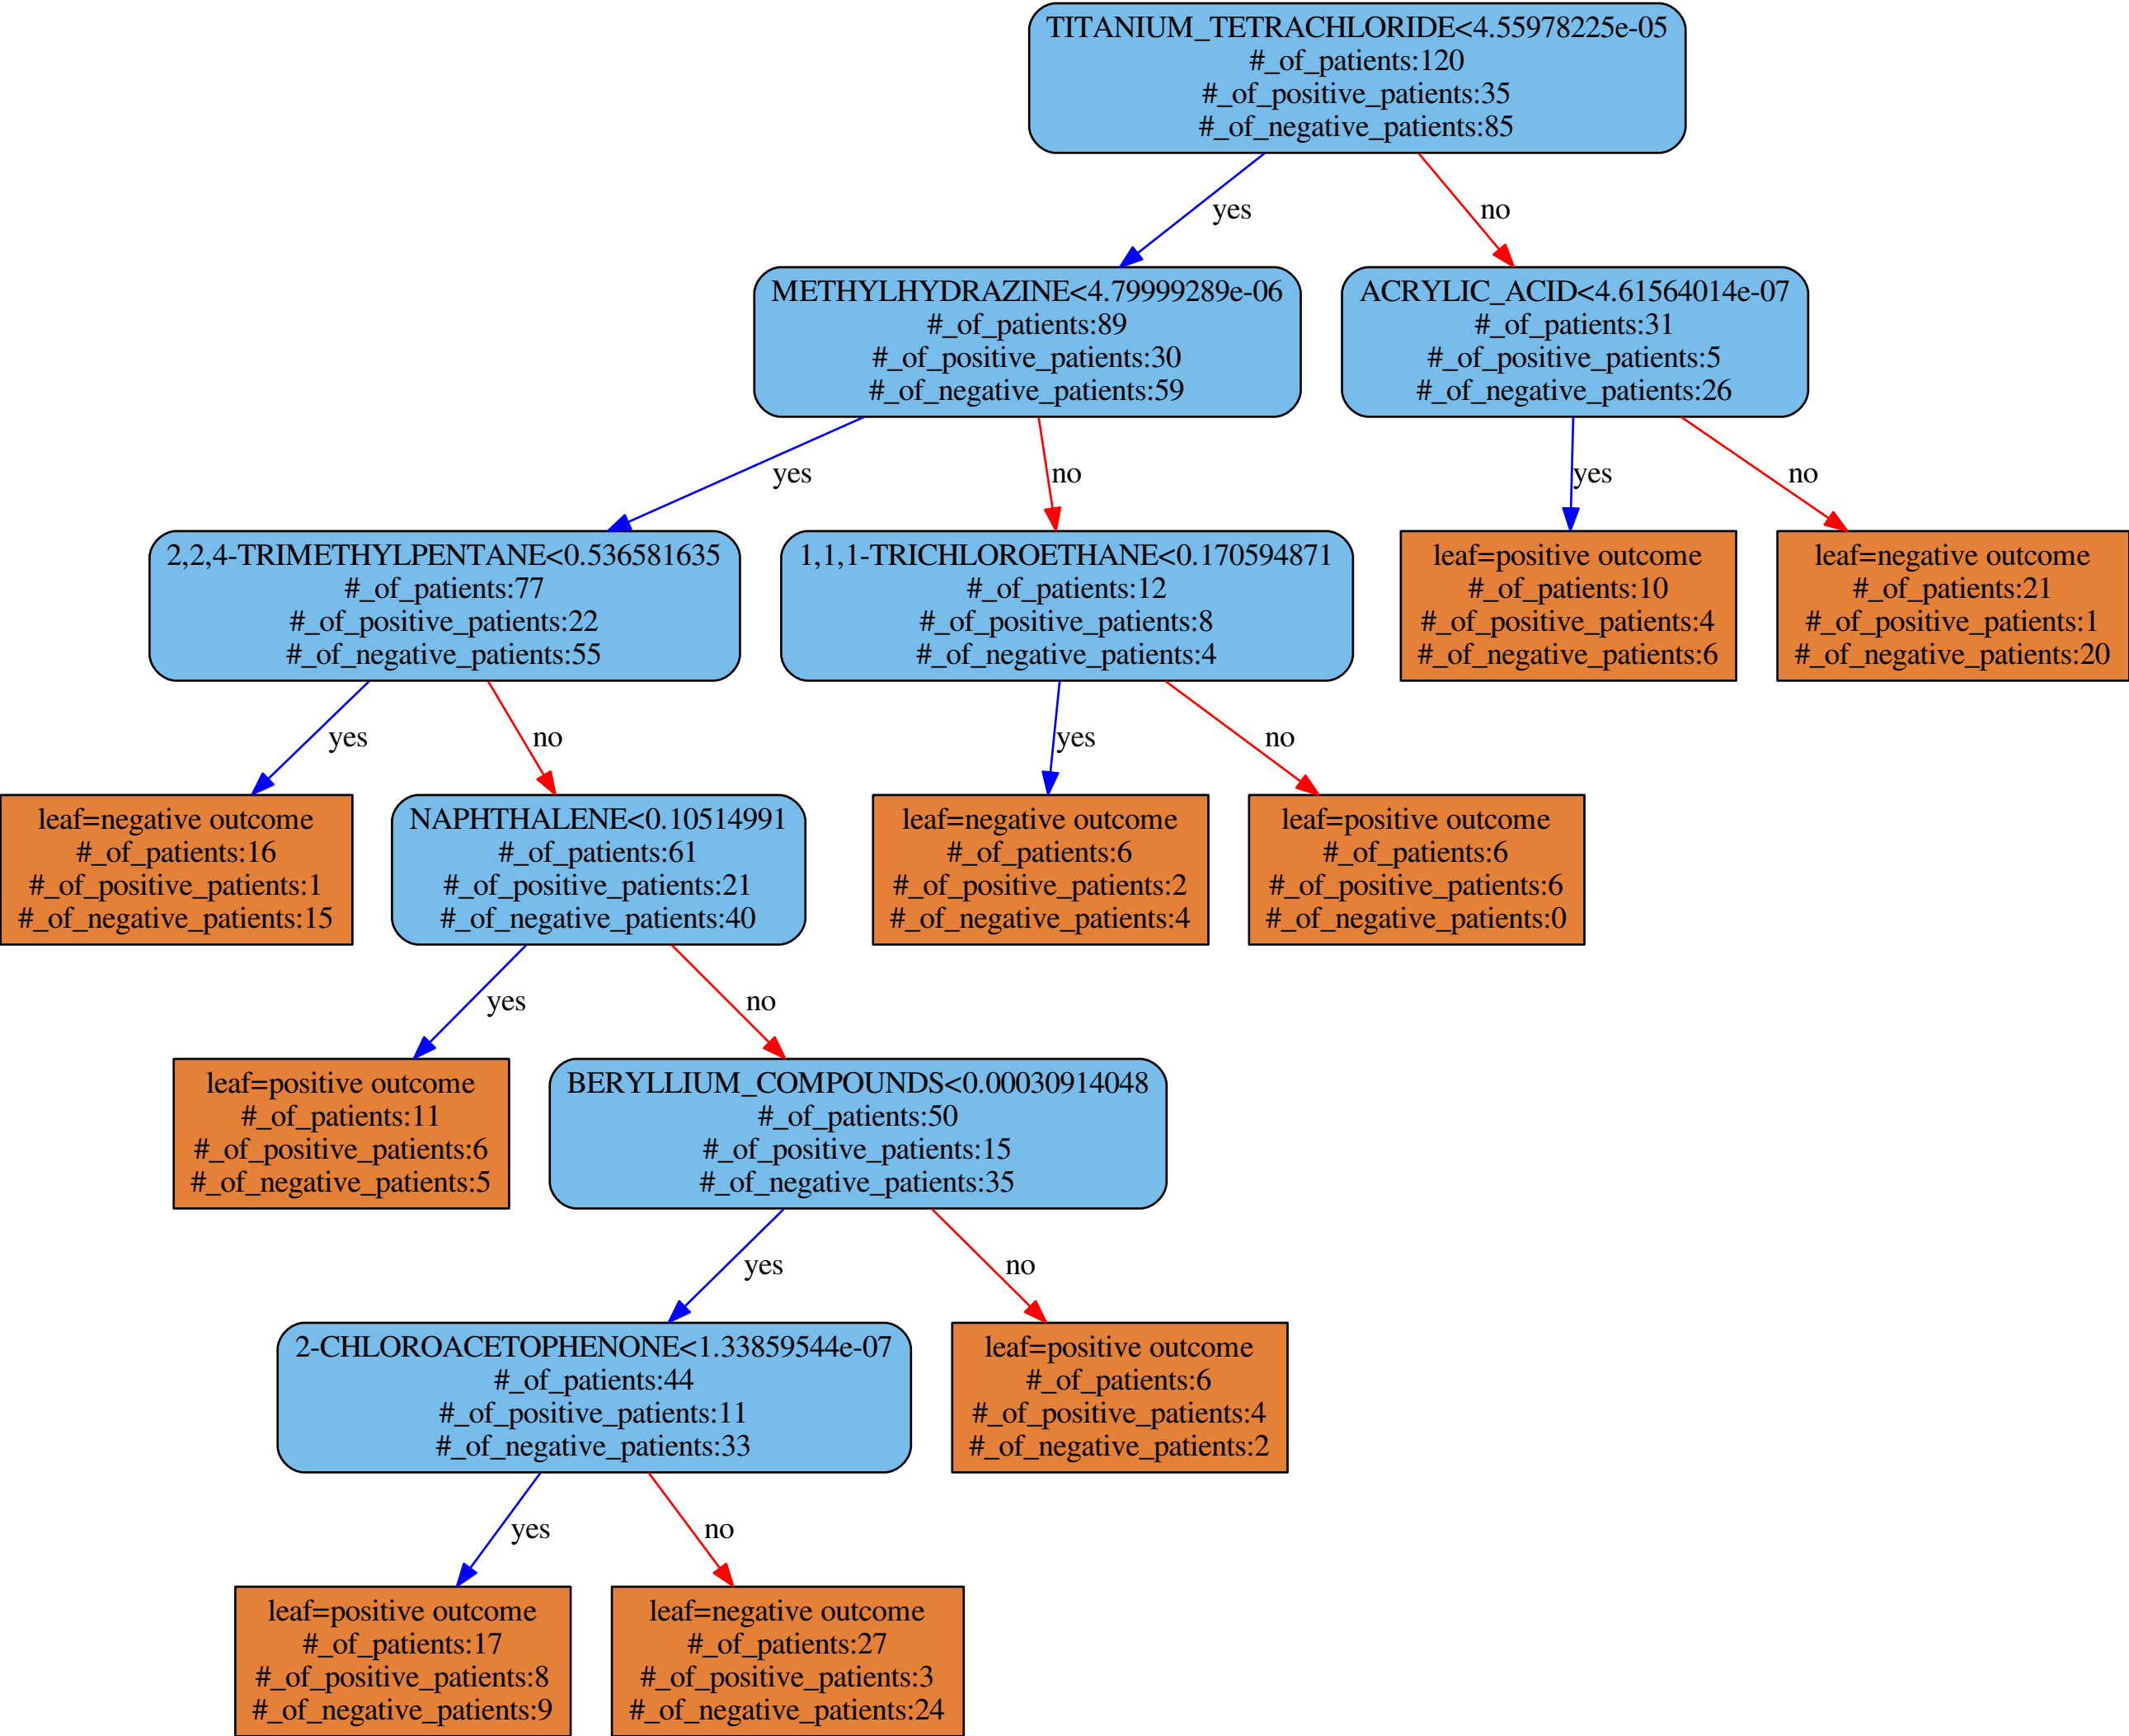 TITANIUM_TETRACHLORIDE<4.55978225e-05
#_of_patients:120
#_of_positive_patients:35
#_of_negative_patients:85
yes
no
METHYLHYDRAZINE<4.79999289e-06
#_of_patients:89
#_of_positive_patients:30
#_of_negative_patients:59
ACRYLIC_ACID<4.61564014e-07
#_of_patients:31
#_of_positive_patients:5
#_of_negative_patients:26
yes
no
yes
no
2,2,4-TRIMETHYLPENTANE<0.536581635
#_of_patients:77
#_of_positive_patients:22
#_of_negative_patients:55
1,1,1-TRICHLOROETHANE<0.170594871
#_of_patients:12
#_of_positive_patients:8
#_of_negative_patients:4
leaf=positive outcome
#_of_patients:10
#_of_positive_patients:4
#_of_negative_patients:6
leaf=negative outcome
#_of_patients:21
#_of_positive_patients:1
#_of_negative_patients:20
yes
no
yes
no
leaf=negative outcome
#_of_patients:16
#_of_positive_patients:1
#_of_negative_patients:15
NAPHTHALENE<0.10514991
#_of_patients:61
#_of_positive_patients:21
#_of_negative_patients:40
leaf=negative outcome
#_of_patients:6
#_of_positive_patients:2
#_of_negative_patients:4
leaf=positive outcome
#_of_patients:6
#_of_positive_patients:6
#_of_negative_patients:0
yes
no
leaf=positive outcome
#_of_patients:11
#_of_positive_patients:6
#_of_negative_patients:5
BERYLLIUM_COMPOUNDS<0.00030914048
#_of_patients:50
#_of_positive_patients:15
#_of_negative_patients:35
yes
no
2-CHLOROACETOPHENONE<1.33859544e-07
#_of_patients:44
#_of_positive_patients:11
#_of_negative_patients:33
leaf=positive outcome
#_of_patients:6
#_of_positive_patients:4
#_of_negative_patients:2
yes
no
leaf=positive outcome
#_of_patients:17
#_of_positive_patients:8
#_of_negative_patients:9
leaf=negative outcome
#_of_patients:27
#_of_positive_patients:3
#_of_negative_patients:24